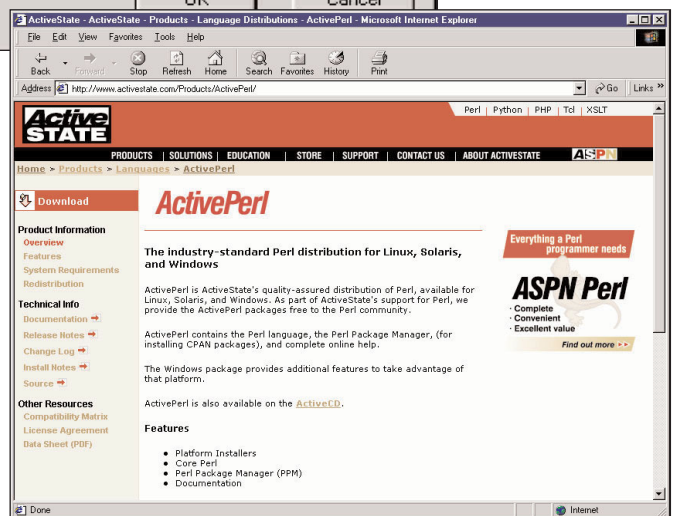 OK Cancel
ActiveState - ActiveState - Products - Language Distributions - ActivePerl - Microsoft Internet Explorer
File Edit View Favorites Tools Help
Back Forward Stop Refresh Home Search Favorites History Print
Address http://www.activestate.com/Products/ActivePerl/ Go Links »
Active
STATE
Perl | Python | PHP | Tcl | XSLT
PRODUCTS | SOLUTIONS | EDUCATION | STORE | SUPPORT | CONTACT US | ABOUT ACTIVESTATE ASPN
Home > Products > Languages > ActivePerl
Download
Product Information
Overview
Features
System Requirements
Redistribution
Technical Info
Documentation
Release Notes
Change Log
Install Notes
Source
Other Resources
Compatibility Matrix
License Agreement
Data Sheet (PDF)
ActivePerl
The industry-standard Perl distribution for Linux, Solaris,
and Windows
ActivePerl is ActiveState's quality-assured distribution of Perl, available for
Linux, Solaris, and Windows. As part of ActiveState's support for Perl, we
provide the ActivePerl packages free to the Perl community.
ActivePerl contains the Perl language, the Perl Package Manager, (for
installing CPAN packages), and complete online help.
The Windows package provides additional features to take advantage of
that platform.
ActivePerl is also available on the ActiveCD.
Features
• Platform Installers
• Core Perl
• Perl Package Manager (PPM)
• Documentation
Everything a Perl
programmer needs
ASPN Perl
· Complete
· Convenient
· Excellent value
Find out more >>
Done
Internet